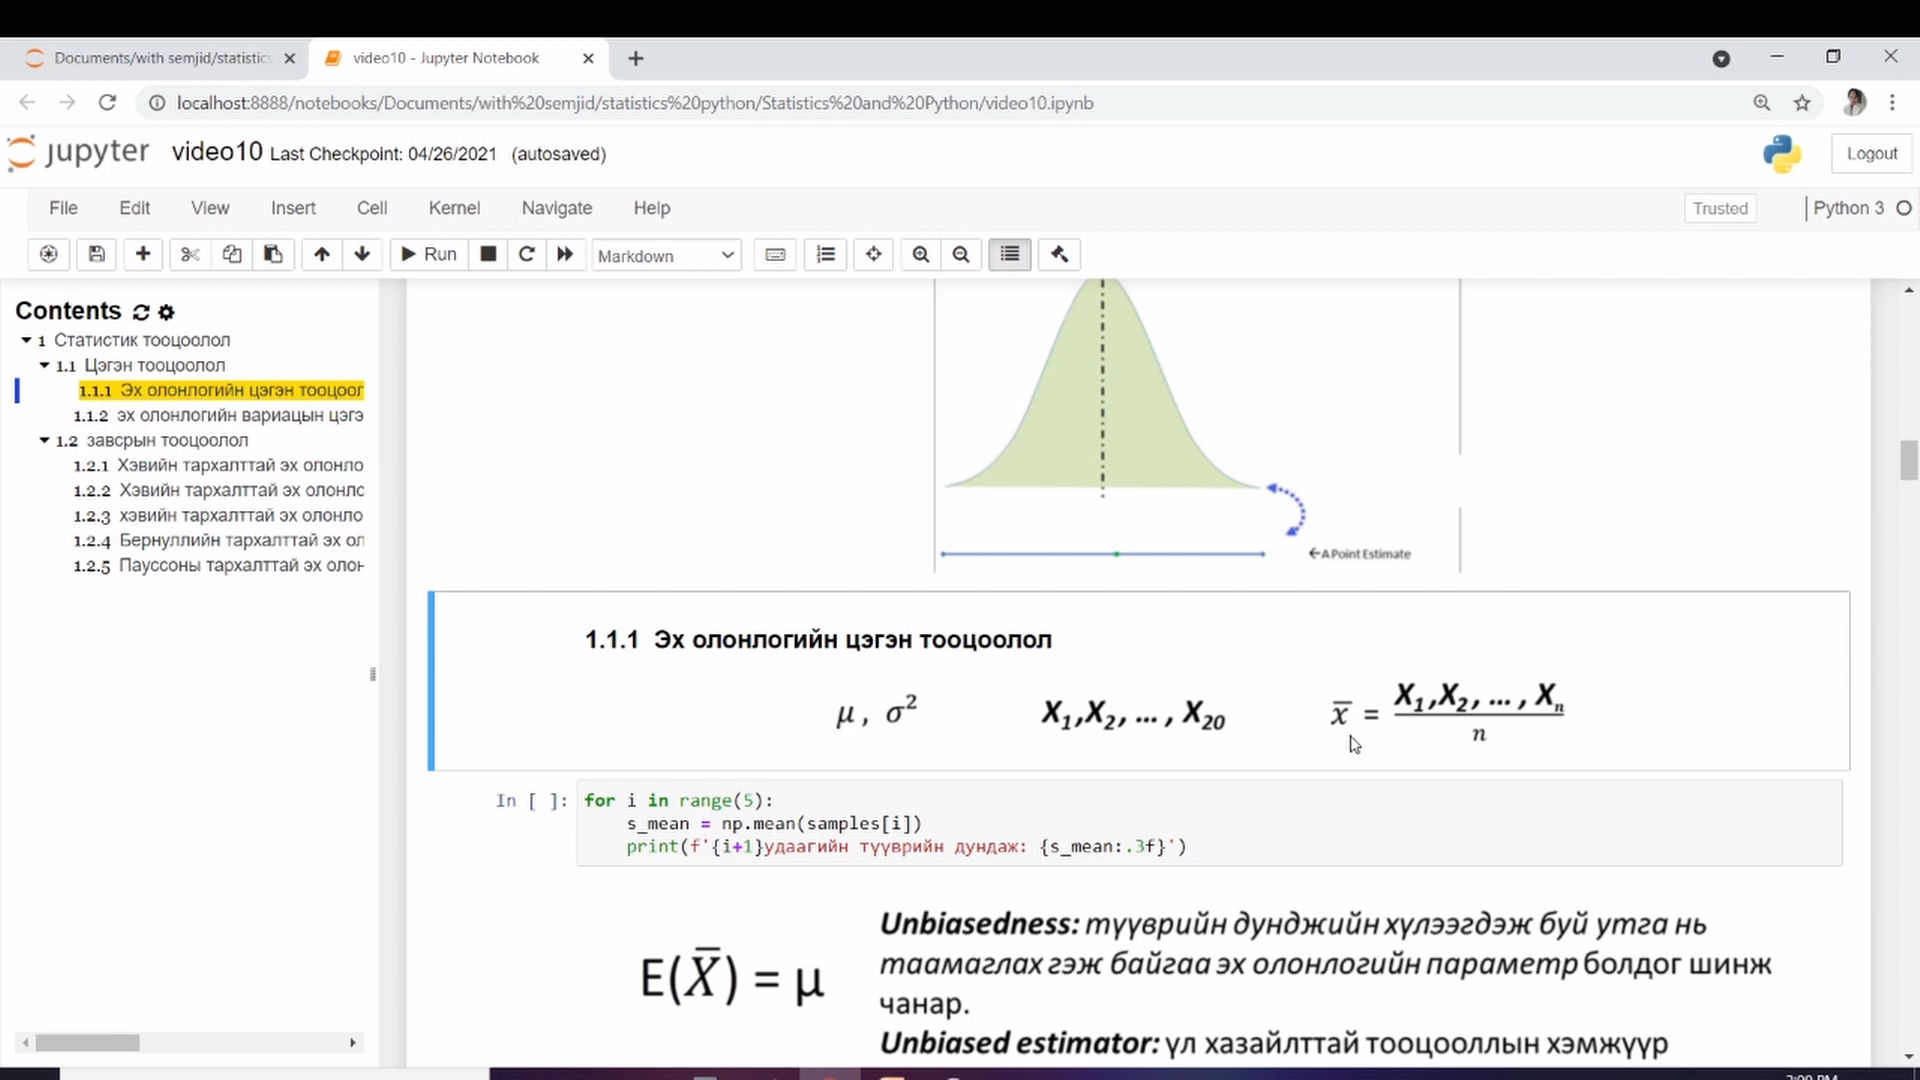 Documents/with semjid/statistics
video10 - Jupyter Notebook
localhost:8888/notebooks/Documents/with%20semjid/statistics%20python/Statistics%20and%20Python/video10.ipynb
jupyter video10 Last Checkpoint: 04/26/2021 (autosaved)
Logout
File Edit View Insert Cell Kernel Navigate Help
Trusted Python 3
Run Markdown
Contents
1 Статистик тооцоолол
1.1 Цэгэн тооцоолол
1.1.1 Эх олонлогийн цэгэн тооцоол
1.1.2 эх олонлогийн вариацын цэгэ
1.2 завсрын тооцоолол
1.2.1 Хэвийн тархалттай эх олонло
1.2.2 Хэвийн тархалттай эх олонлс
1.2.3 хэвийн тархалттай эх олонло
1.2.4 Бернуллийн тархалттай эх ол
1.2.5 Пауссоны тархалттай эх олон
←A Point Estimate
1.1.1 Эх олонлогийн цэгэн тооцоолол
μ, σ² X₁,X₂, ... , X₂₀ x̅ = X₁,X₂, ... , Xₙ / n
In [ ]: for i in range(5):
s_mean = np.mean(samples[i])
print(f'{i+1}удаагийн түүврийн дундаж: {s_mean:.3f}')
E(X̅) = μ
Unbiasedness: түүврийн дунджийн хүлээгдэж буй утга нь
таамаглах гэж байгаа эх олонлогийн параметр болдог шинж
чанар.
Unbiased estimator: үл хазайлттай тооцооллын хэмжүүр